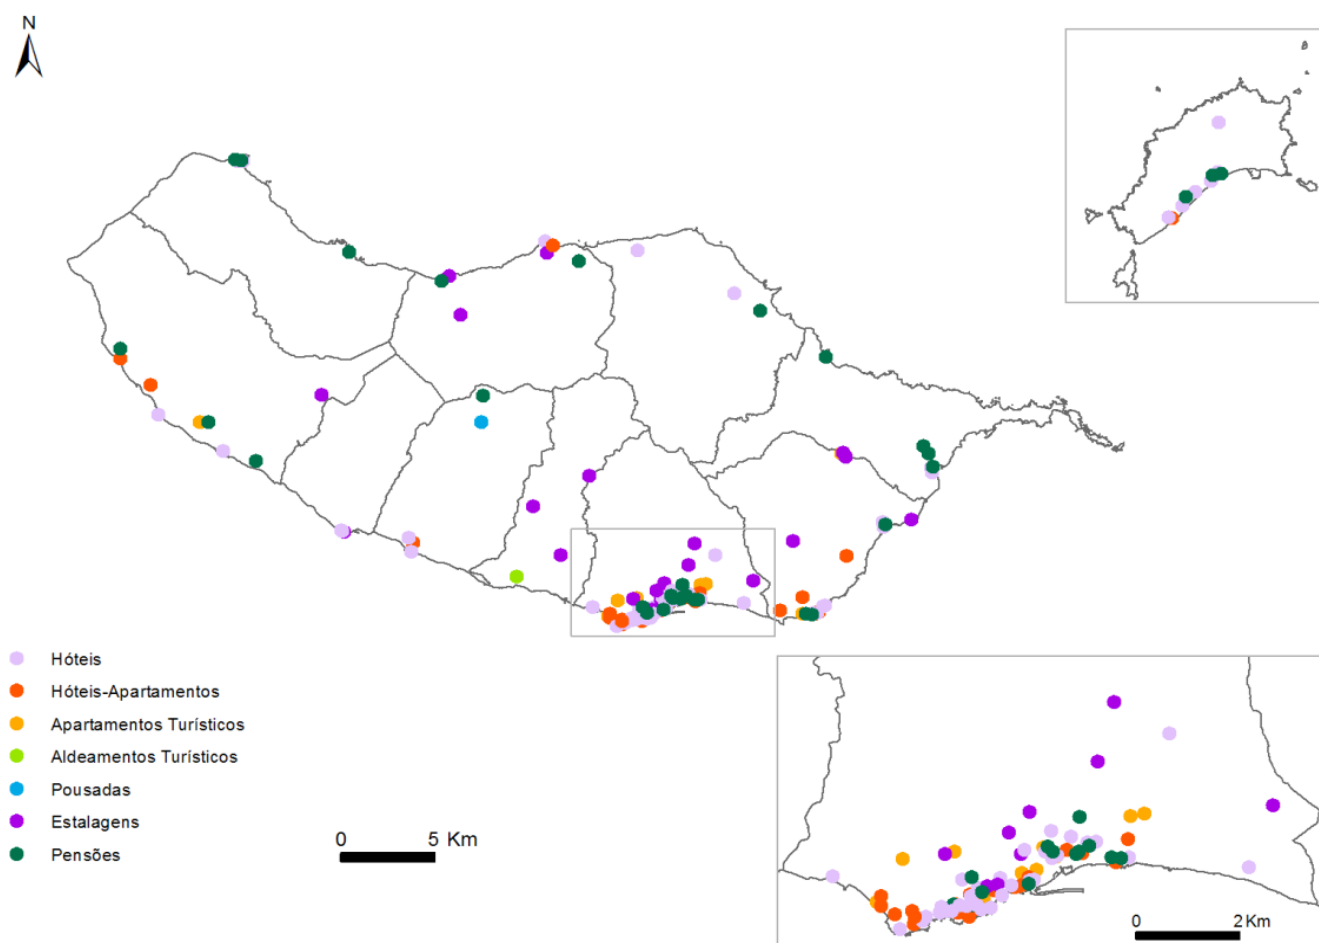 N
Hóteis
Hóteis-Apartamentos
Apartamentos Turísticos
Aldeamentos Turísticos
Pousadas
Estalagens
Pensões
0 5 Km
0 2 Km